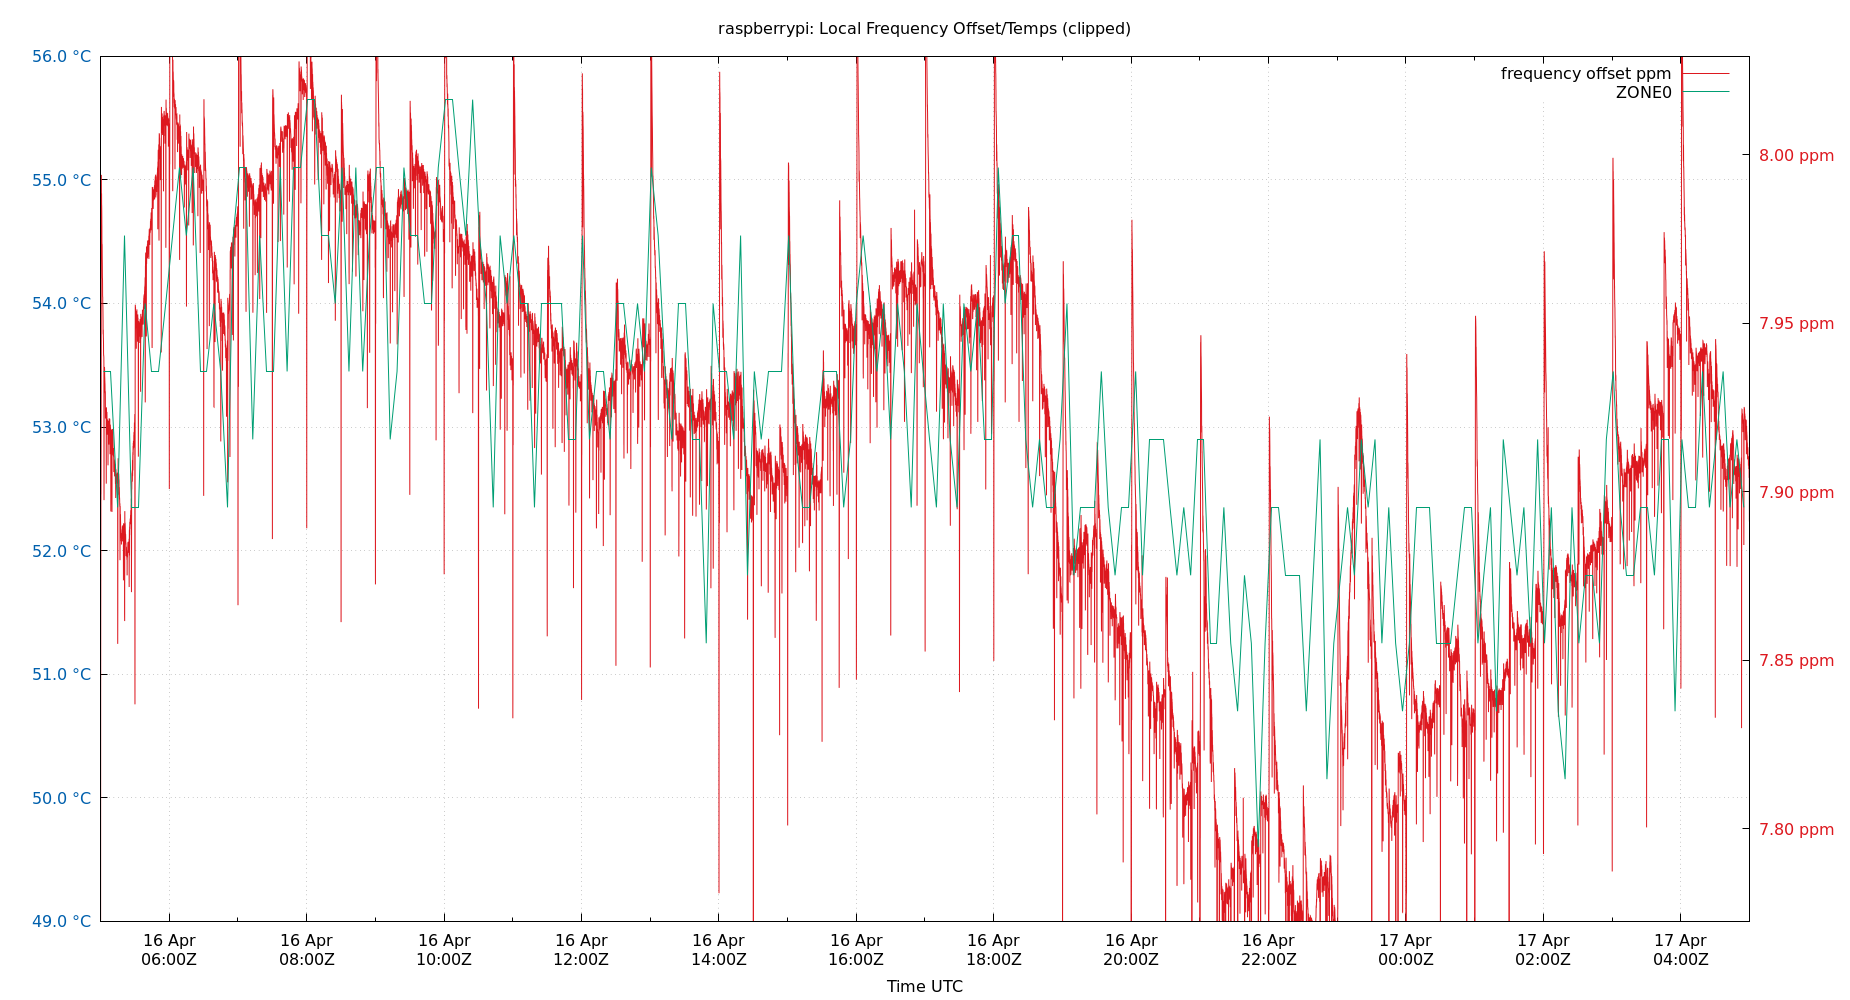 raspberrypi: Local Frequency Offset/Temps (clipped)
56.0 °C
55.0 °C
54.0 °C
53.0 °C
52.0 °C
51.0 °C
50.0 °C
49.0 °C
frequency offset ppm
ZONE0
8.00 ppm
7.95 ppm
7.90 ppm
7.85 ppm
7.80 ppm
16 Apr 16 Apr 16 Apr 16 Apr 16 Apr 16 Apr 16 Apr 16 Apr 16 Apr 17 Apr 17 Apr 17 Apr
06:00Z 08:00Z 10:00Z 12:00Z 14:00Z 16:00Z 18:00Z 20:00Z 22:00Z 00:00Z 02:00Z 04:00Z
Time UTC